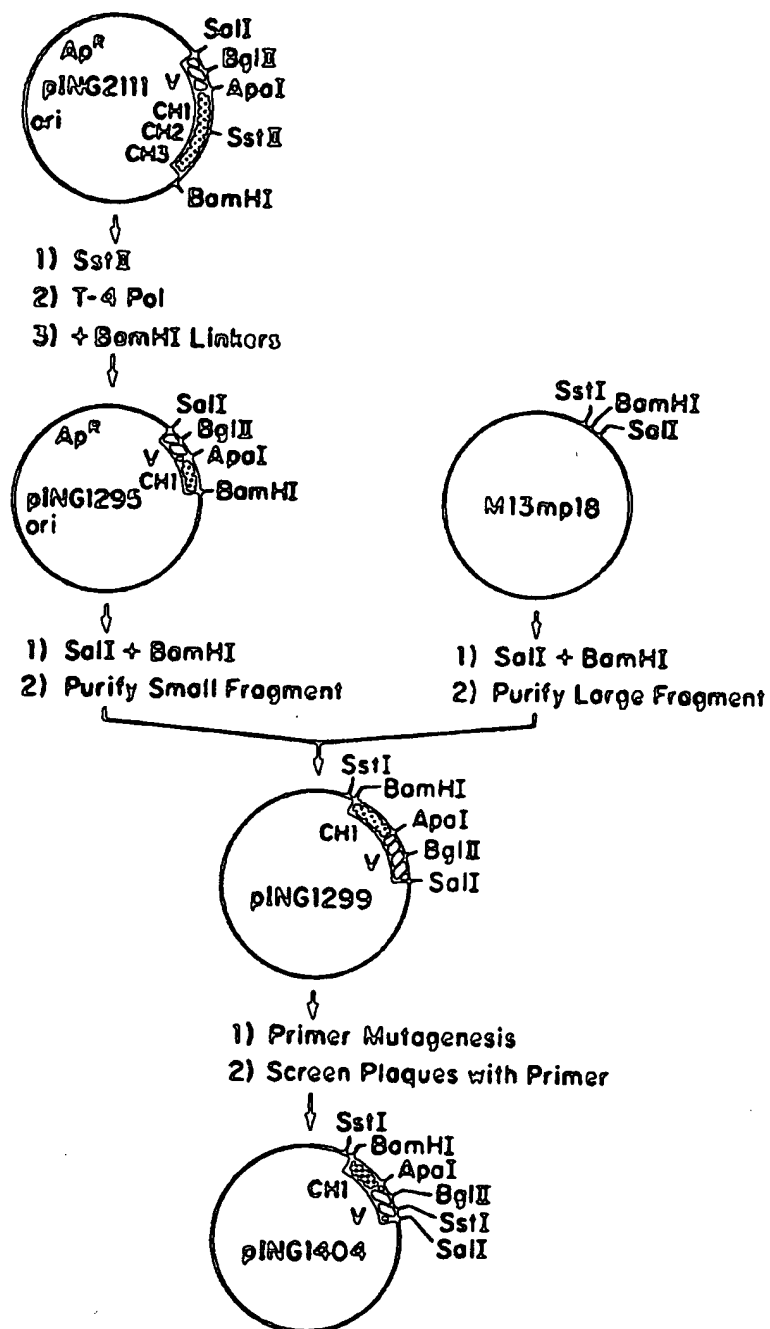 SalI
BglII
ApaI
SstII
BamHI
Ap^R
pING2111
ori
V
CH1
CH2
CH3
1) SstII
2) T-4 Pol
3) + BamHI Linkers
SalI
BglII
ApaI
BamHI
Ap^R
V
CH1
pING1295
ori
SstI
BamHI
SalI
M13mp18
1) SalI + BamHI
2) Purify Small Fragment
1) SalI + BamHI
2) Purify Large Fragment
SstI
BamHI
ApaI
BglII
SalI
CH1
V
pING1299
1) Primer Mutagenesis
2) Screen Plaques with Primer
SstI
BamHI
ApaI
BglII
SstI
SalI
CH1
V
pING1404